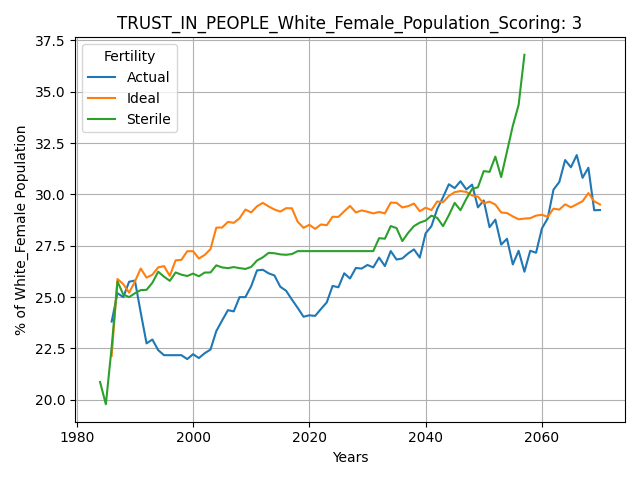 TRUST_IN_PEOPLE_White_Female_Population_Scoring: 3
% of White_Female Population
37.5
35.0
32.5
30.0
27.5
25.0
22.5
20.0
Fertility
Actual
Ideal
Sterile
1980
2000
2020
2040
2060
Years